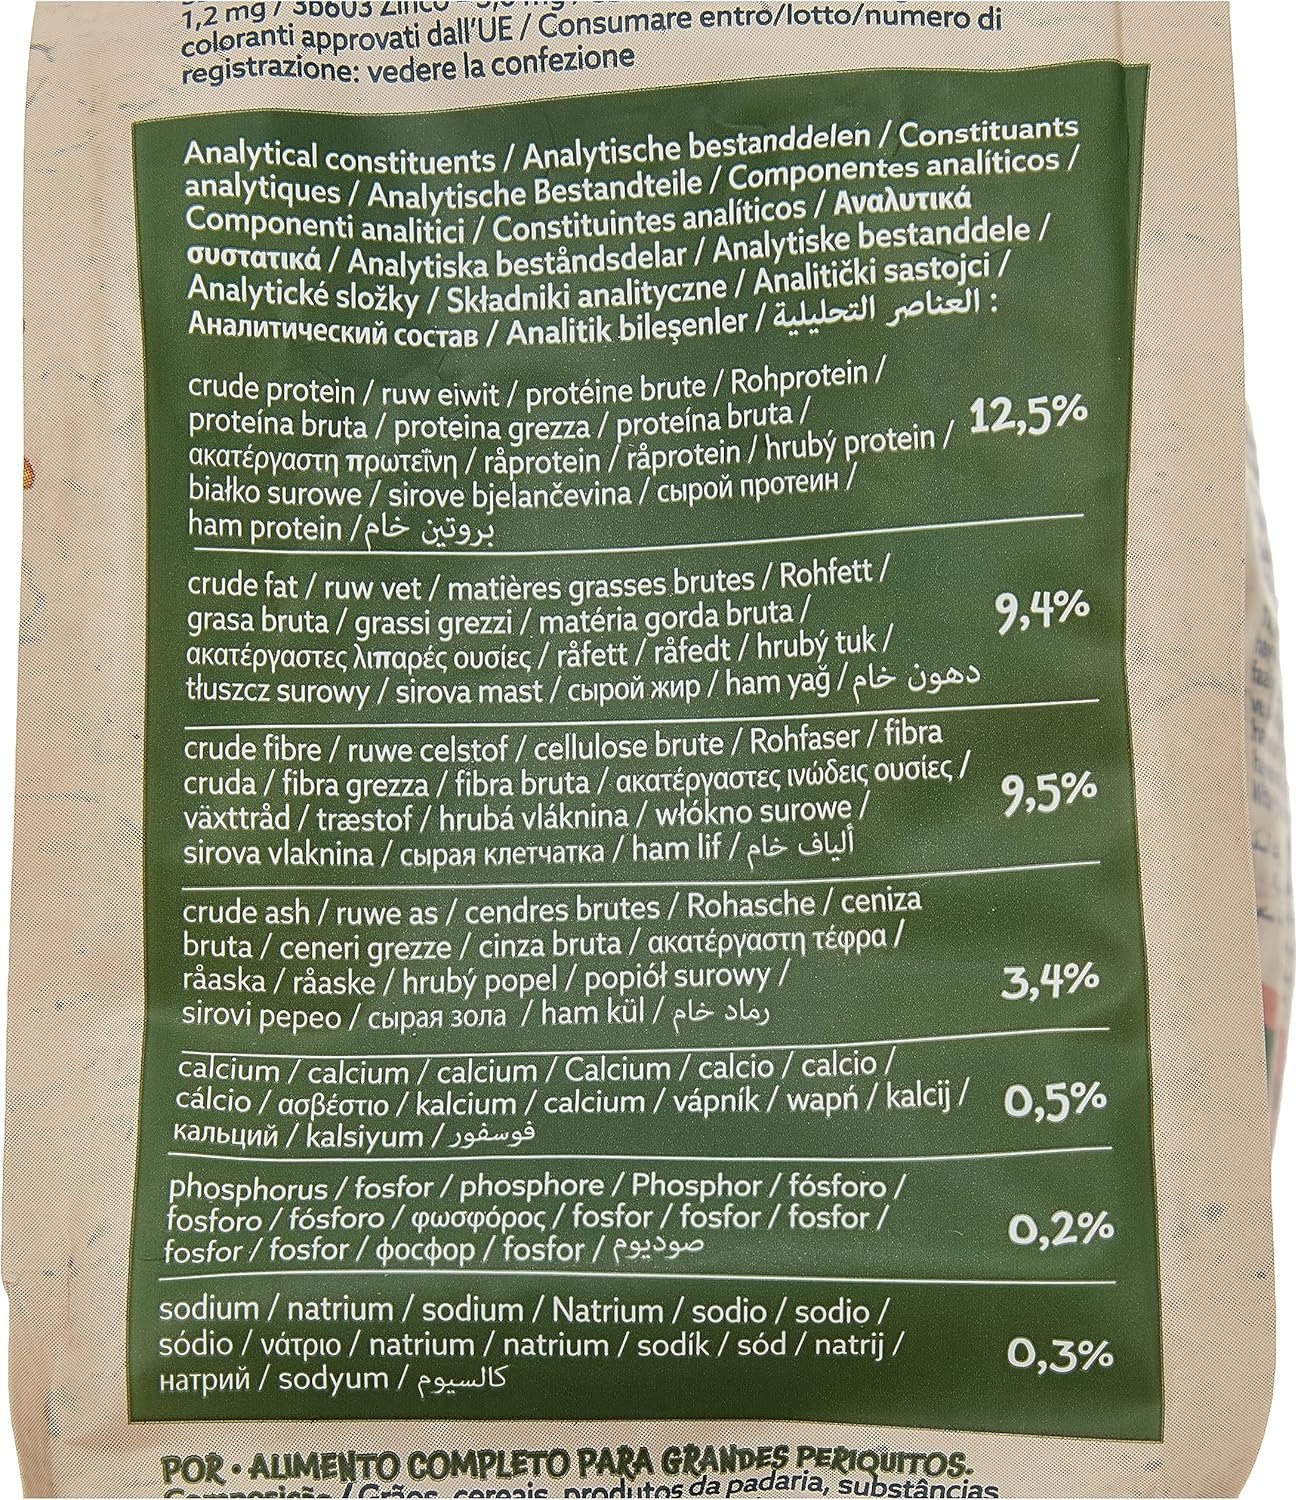 1,2 mg / 3b603 Zinco
coloranti approvati dall'UE / Consumare entro/lotto/numero di
registrazione: vedere la confezione
Analytical constituents / Analytische bestanddelen / Constituants
analytiques / Analytische Bestandteile / Componentes analíticos /
Componenti analitici / Constituintes analíticos / Αναλυτικά
συστατικά / Analytiska beståndsdelar / Analytiske bestanddele /
Analytické složky / Składniki analityczne / Analitički sastojci /
Аналитический состав / Analitik bileşenler / العناصر التحليلية :
crude protein / ruw eiwit / protéine brute / Rohprotein /
proteína bruta / proteina grezza / proteína bruta /
ακατέργαστη πρωτεΐνη / råprotein / råprotein / hrubý protein /
białko surowe / sirove bjelančevina / сырой протеин /
ham protein / بروتين خام
12,5%
crude fat / ruw vet / matières grasses brutes / Rohfett /
grasa bruta / grassi grezzi / matéria gorda bruta /
ακατέργαστες λιπαρές ουσίες / råfett / råfedt / hrubý tuk /
tłuszcz surowy / sirova mast / сырой жир / ham yağ / دهون خام
9,4%
crude fibre / ruwe celstof / cellulose brute / Rohfaser / fibra
cruda / fibra grezza / fibra bruta / ακατέργαστες ινώδεις ουσίες /
växttråd / træstof / hrubá vláknina / włókno surowe /
sirova vlaknina / сырая клетчатка / ham lif / ألياف خام
9,5%
crude ash / ruwe as / cendres brutes / Rohasche / ceniza
bruta / ceneri grezze / cinza bruta / ακατέργαστη τέφρα /
råaska / råaske / hrubý popel / popiół surowy /
sirovi pepeo / сырая зола / ham kül / رماد خام
3,4%
calcium / calcium / calcium / Calcium / calcio / calcio /
cálcio / ασβέστιο / kalcium / calcium / vápník / wapń / kalcij /
кальций / kalsiyum / فوسفور
0,5%
phosphorus / fosfor / phosphore / Phosphor / fósforo /
fosforo / fósforo / φωσφόρος / fosfor / fosfor / fosfor /
fosfor / fosfor / фосфор / fosfor / صوديوم
0,2%
sodium / natrium / sodium / Natrium / sodio / sodio /
sódio / νάτριο / natrium / natrium / sodík / sód / natrij /
натрий / sodyum / كالسيوم
0,3%
POR • ALIMENTO COMPLETO PARA GRANDES PERIQUITOS.
Composição / Grãos, cereais, produtos da padaria, substâncias